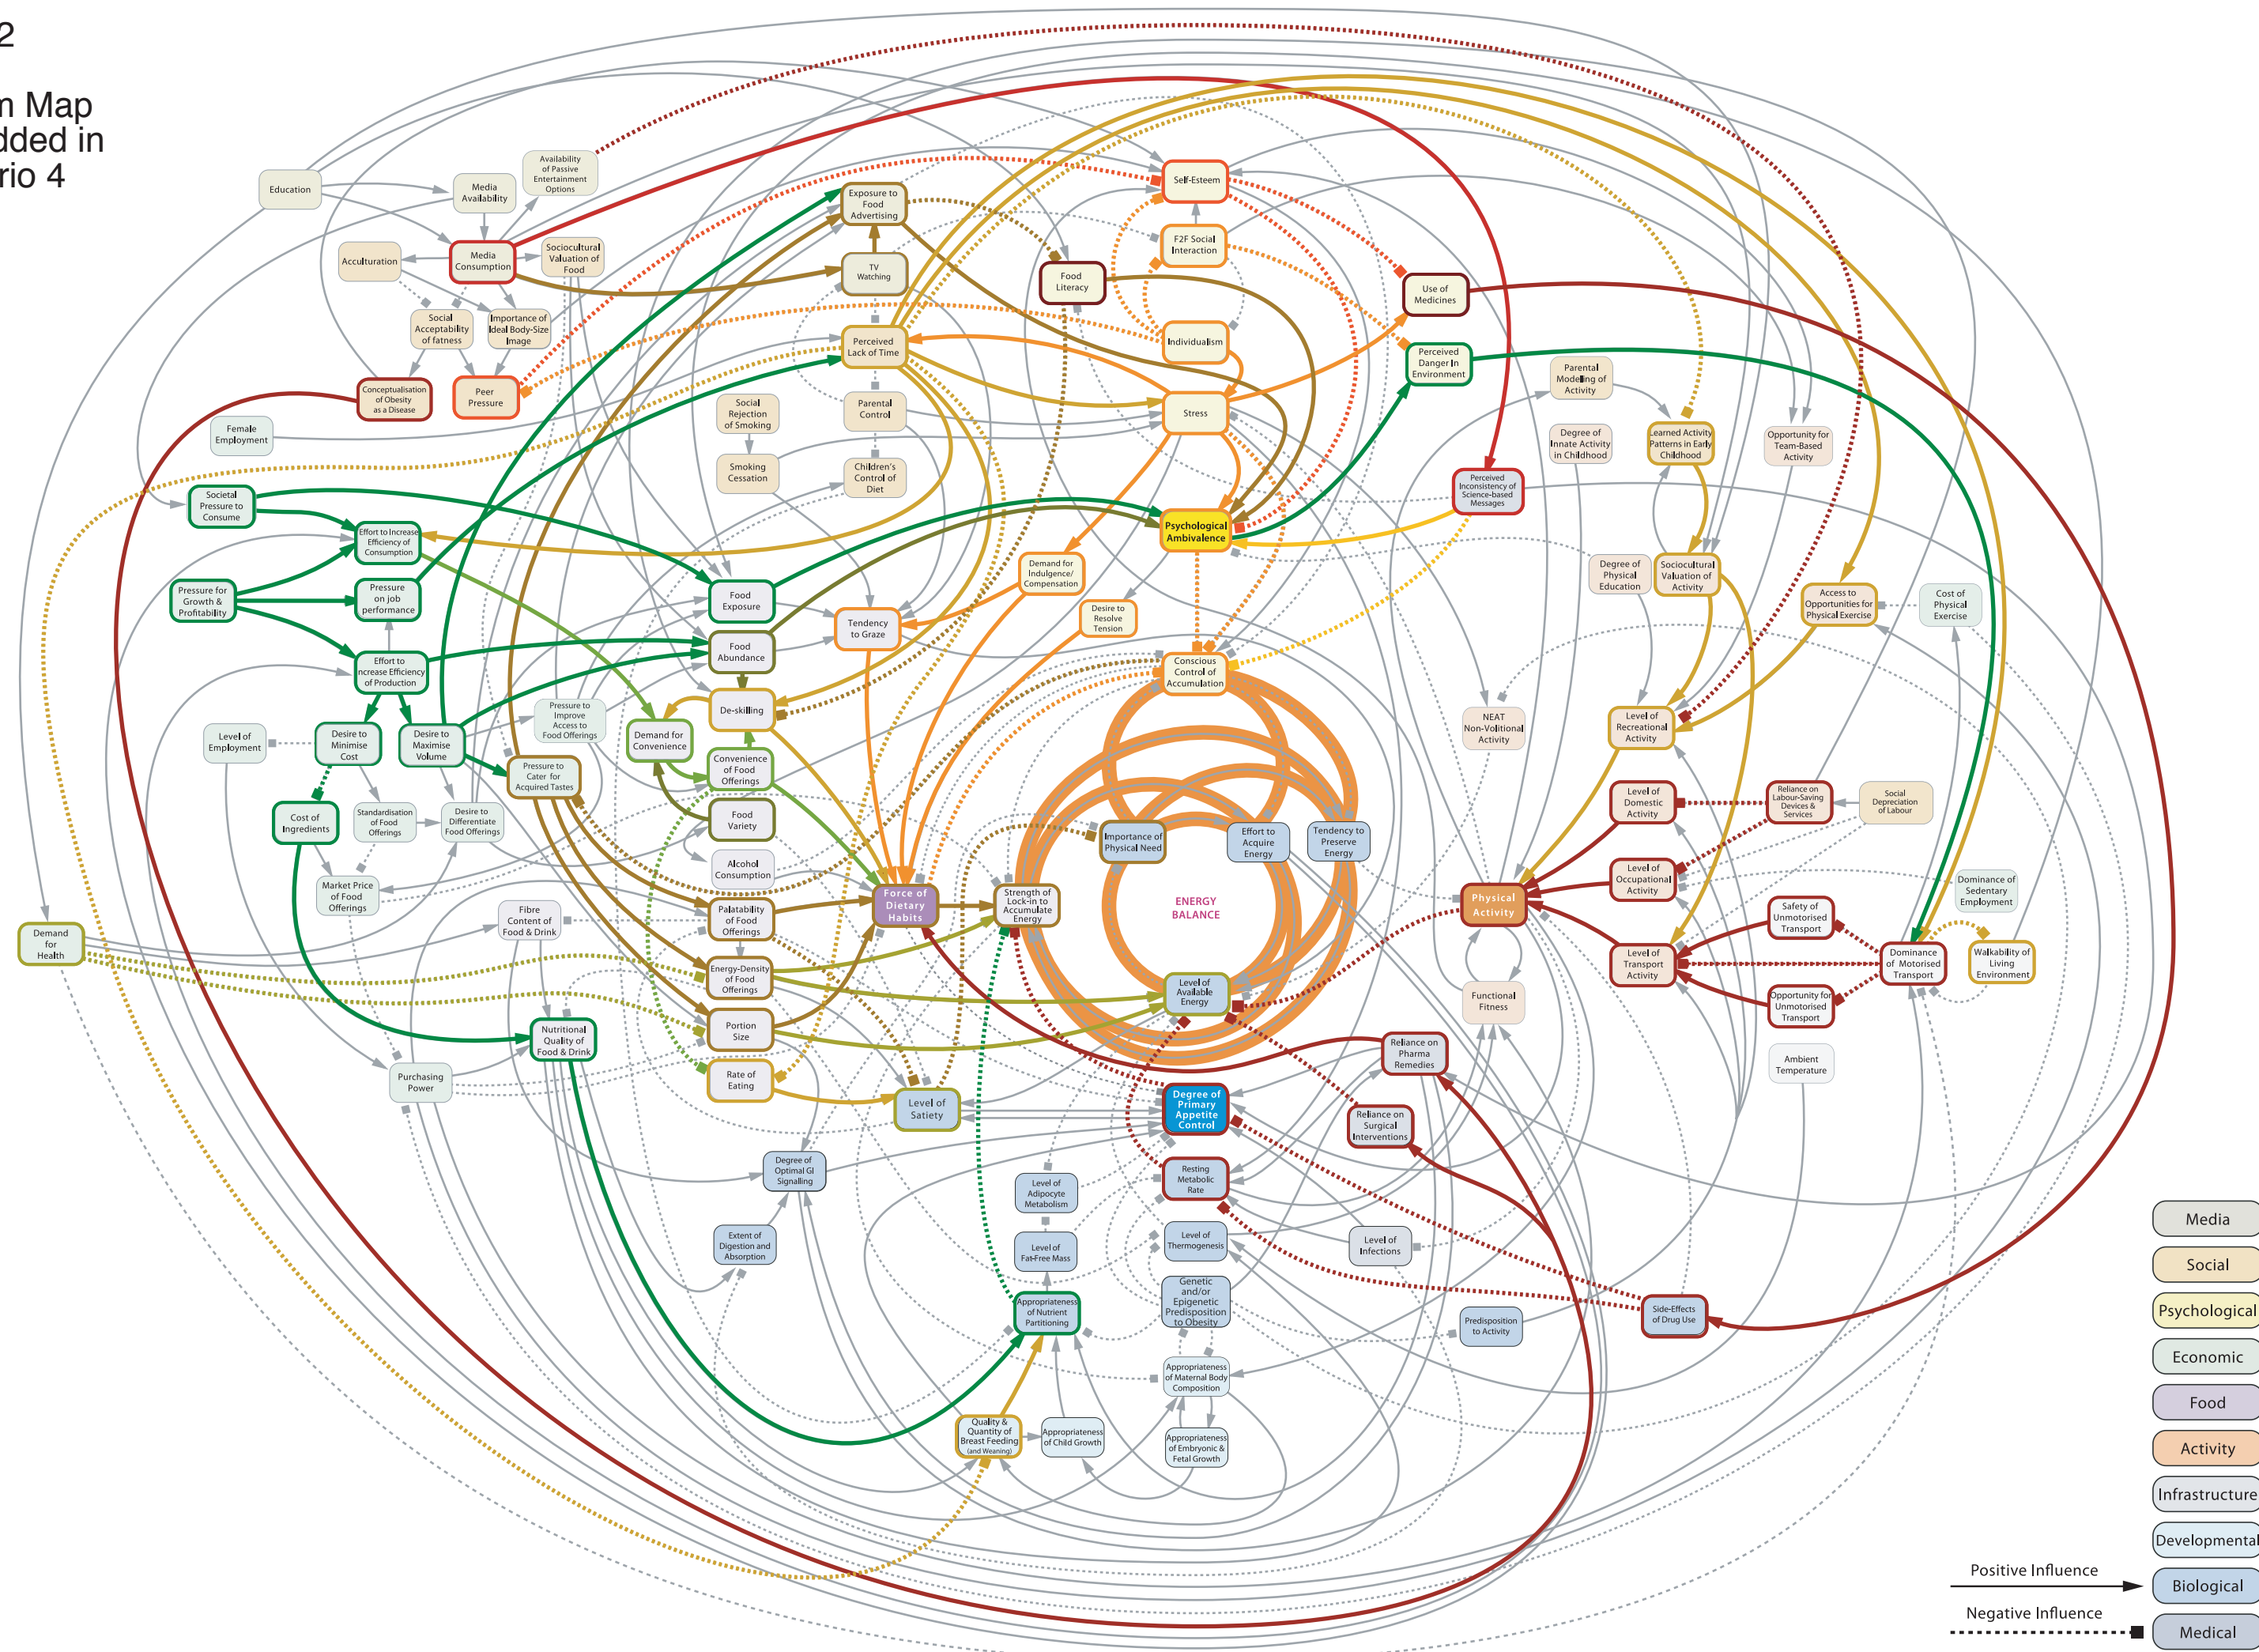 2
m Map
dded in
rio 4
Education
Media
Availability
Availability
of Passive
Entertainment
Options
Acculturation
Media
Consumption
Sociocultural
Valuation of
Food
Social
Acceptability
of fatness
Importance of
Ideal Body-Size
Image
Conceptualisation
of Obesity
as a Disease
Peer
Pressure
Female
Employment
Exposure to
Food
Advertising
TV
Watching
Perceived
Lack of Time
Parental
Control
Children's
Control of
Diet
Social
Rejection
of Smoking
Smoking
Cessation
Food
Literacy
Self-Esteem
F2F Social
Interaction
Individualism
Stress
Psychological
Ambivalence
Use of
Medicines
Perceived
Danger In
Environment
Perceived
Inconsistency of
Science-based
Messages
Parental
Modeling of
Activity
Degree of
Innate Activity
in Childhood
Learned Activity
Patterns in Early
Childhood
Opportunity for
Team-Based
Activity
Degree of
Physical
Education
Sociocultural
Valuation of
Activity
Access to
Opportunities for
Physical Exercise
Cost of
Physical
Exercise
Societal
Pressure to
Consume
Effort to Increase
Efficiency of
Consumption
Pressure for
Growth &
Profitability
Pressure
on job
performance
Effort to
Increase Efficiency
of Production
Level of
Employment
Desire to
Minimise
Cost
Desire to
Maximise
Volume
Pressure to
Improve
Access to
Food Offerings
Pressure to
Cater for
Acquired Tastes
Cost of
Ingredients
Standardisation
of Food
Offerings
Desire to
Differentiate
Food Offerings
Market Price
of Food
Offerings
Demand
for
Health
Fibre
Content of
Food & Drink
Nutritional
Quality of
Food & Drink
Purchasing
Power
Food
Exposure
Food
Abundance
De-skilling
Demand for
Convenience
Convenience
of Food
Offerings
Food
Variety
Alcohol
Consumption
Palatability
of Food
Offerings
Energy-Density
of Food
Offerings
Portion
Size
Rate of
Eating
Tendency
to Graze
Demand for
Indulgence/
Compensation
Desire to
Resolve
Tension
Conscious
Control of
Accumulation
Force of
Dietary
Habits
Strength of
Lock-in to
Accumulate
Energy
Importance of
Physical Need
Effort to
Acquire
Energy
Tendency to
Preserve
Energy
ENERGY
BALANCE
Level of
Available
Energy
NEAT
Non-Volitional
Activity
Level of
Recreational
Activity
Level of
Domestic
Activity
Reliance on
Labour-Saving
Devices &
Services
Social
Depreciation
of Labour
Level of
Occupational
Activity
Dominance of
Sedentary
Employment
Physical
Activity
Safety of
Unmotorised
Transport
Level of
Transport
Activity
Dominance
of Motorised
Transport
Walkability of
Living
Environment
Opportunity for
Unmotorised
Transport
Functional
Fitness
Ambient
Temperature
Reliance on
Pharma
Remedies
Reliance on
Surgical
Interventions
Level of
Satiety
Degree of
Primary
Appetite
Control
Degree of
Optimal GI
Signalling
Resting
Metabolic
Rate
Level of
Adipocyte
Metabolism
Extent of
Digestion and
Absorption
Level of
Fat-Free Mass
Level of
Thermogenesis
Level of
Infections
Appropriateness
of Nutrient
Partitioning
Genetic
and/or
Epigenetic
Predisposition
to Obesity
Predisposition
to Activity
Side-Effects
of Drug Use
Appropriateness
of Maternal Body
Composition
Quality &
Quantity of
Breast Feeding
(and Weaning)
Appropriateness
of Child Growth
Appropriateness
of Embryonic &
Fetal Growth
Media
Social
Psychological
Economic
Food
Activity
Infrastructure
Developmental
Biological
Medical
Positive Influence
Negative Influence